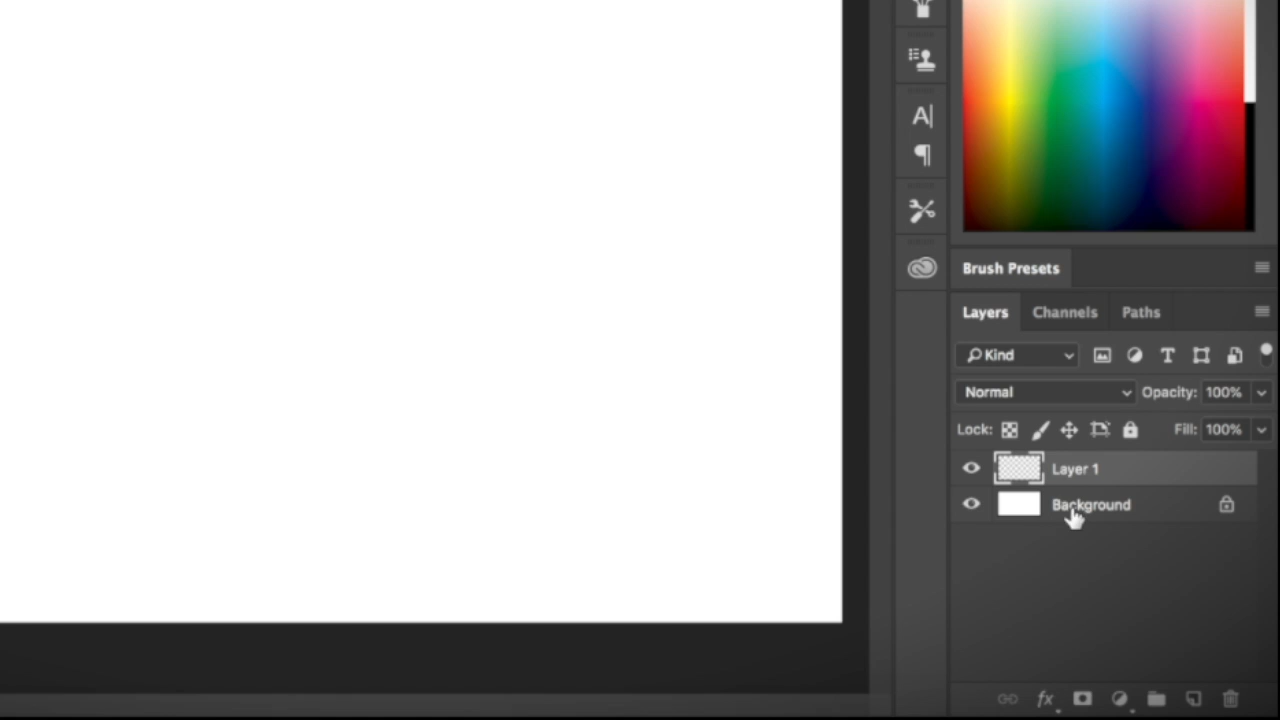 A|
Brush Presets
Layers Channels Paths
Kind T
Normal Opacity: 100%
Lock: Fill: 100%
Layer 1
Background
fx